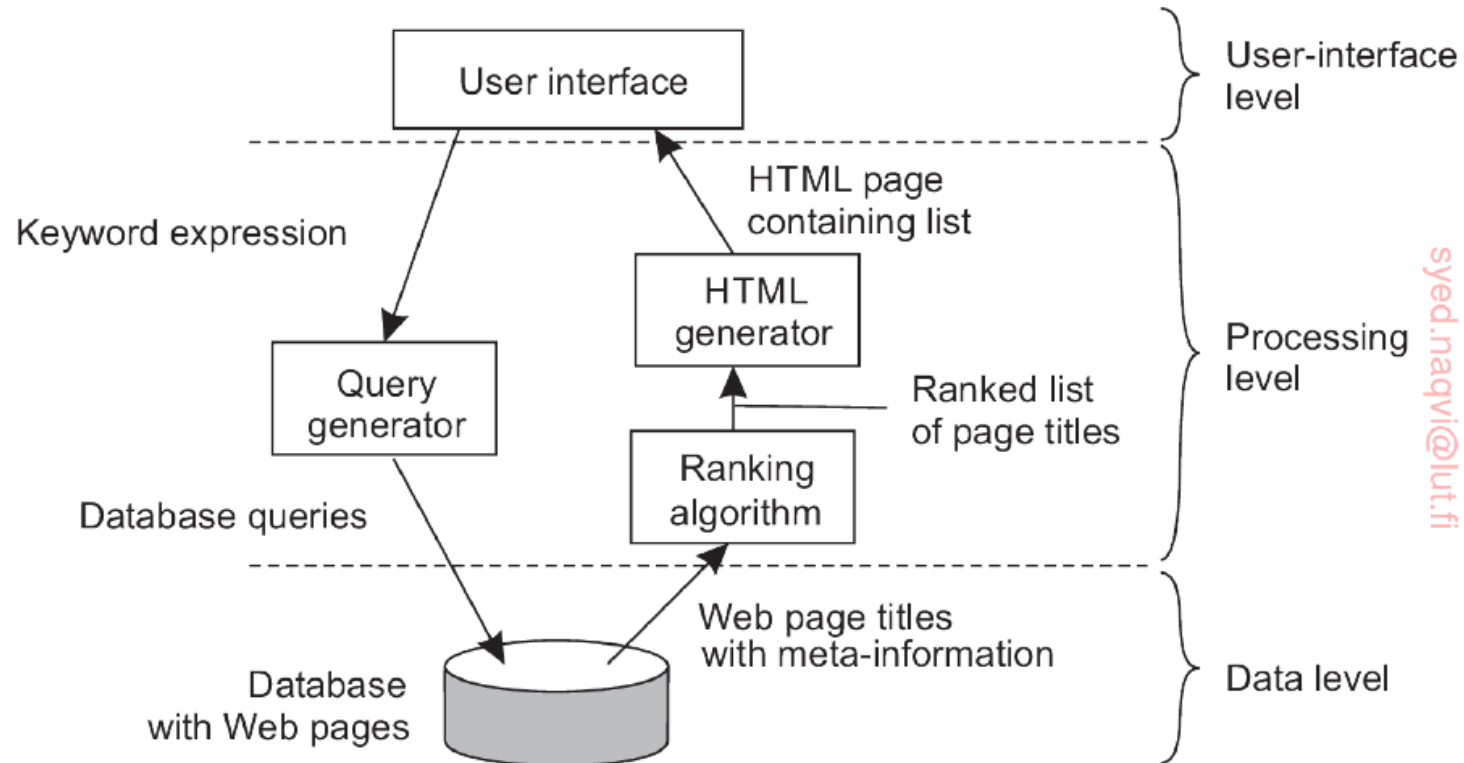 User interface
User-interface
level
Keyword expression
HTML page
containing list
HTML
generator
Query
generator
Ranked list
of page titles
Processing
level
Ranking
algorithm
Database queries
Web page titles
with meta-information
Database
with Web pages
Data level
syed.naqvi@lut.fi